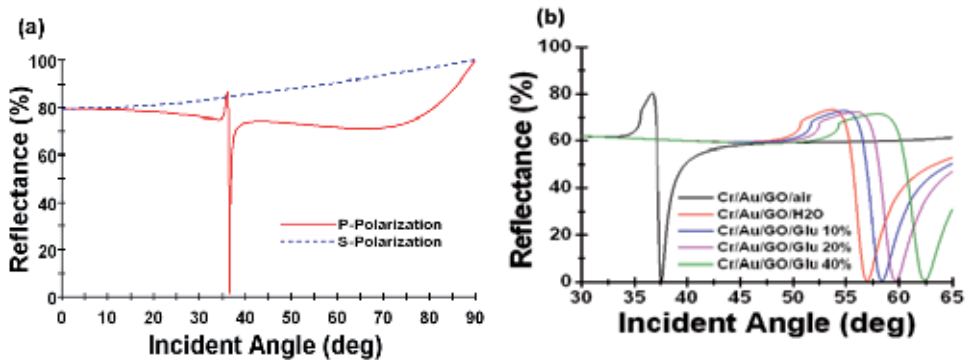 (a)
100
80
60
40
20
0
Reflectance (%)
P-Polarization
S-Polarization
0 10 20 30 40 50 60 70 80 90
Incident Angle (deg)
(b)
100
80
60
40
20
0
Reflectance (%)
Cr/Au/GO/air
Cr/Au/GO/H2O
Cr/Au/GO/Glu 10%
Cr/Au/GO/Glu 20%
Cr/Au/GO/Glu 40%
30 35 40 45 50 55 60 65
Incident Angle (deg)